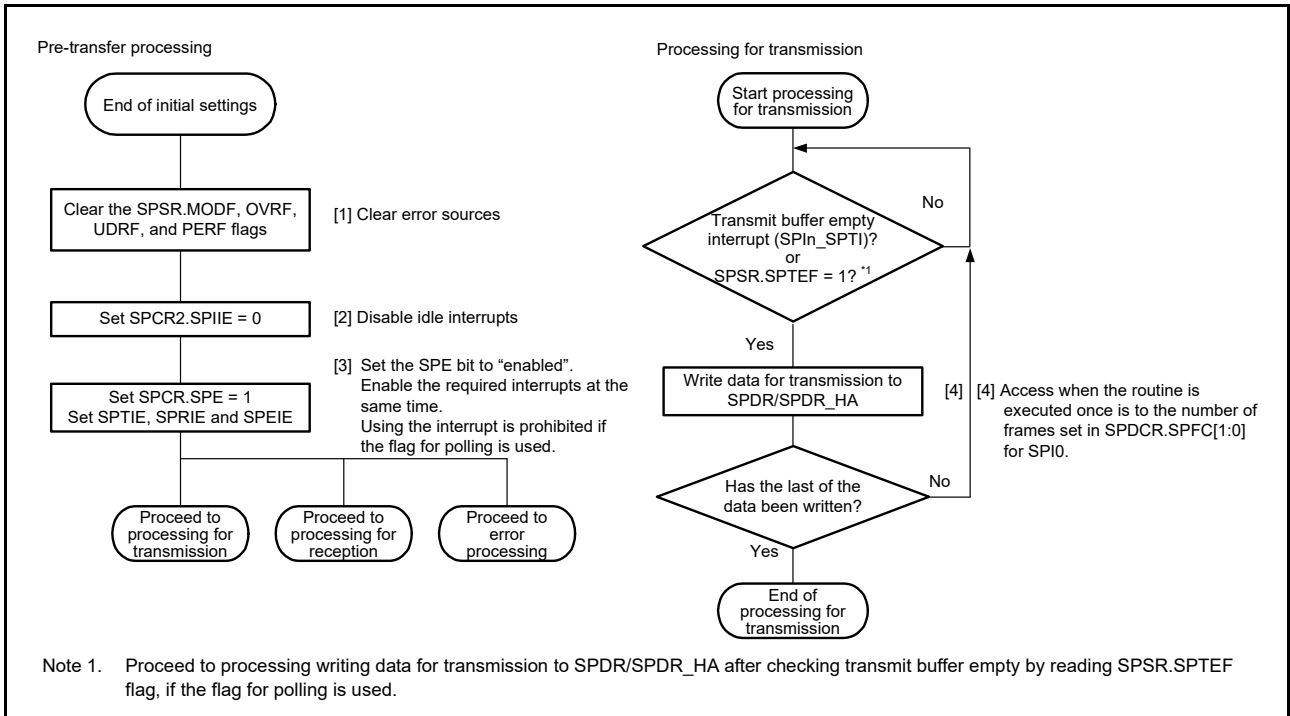 Pre-transfer processing
End of initial settings
Clear the SPSR.MODF, OVRF,
UDRF, and PERF flags
[1] Clear error sources
Set SPCR2.SPIIE = 0
[2] Disable idle interrupts
Set SPCR.SPE = 1
Set SPTIE, SPRIE and SPEIE
[3] Set the SPE bit to “enabled”.
Enable the required interrupts at the
same time.
Using the interrupt is prohibited if
the flag for polling is used.
Proceed to
processing for
transmission
Proceed to
processing for
reception
Proceed to
error
processing
Processing for transmission
Start processing
for transmission
Transmit buffer empty
interrupt (SPIn_SPTI)?
or
SPSR.SPTEF = 1? *1
No
Yes
Write data for transmission to
SPDR/SPDR_HA
[4]
[4] Access when the routine is
executed once is to the number of
frames set in SPDCR.SPFC[1:0]
for SPI0.
Has the last of the
data been written?
No
Yes
End of
processing for
transmission
Note 1. Proceed to processing writing data for transmission to SPDR/SPDR_HA after checking transmit buffer empty by reading SPSR.SPTEF
flag, if the flag for polling is used.